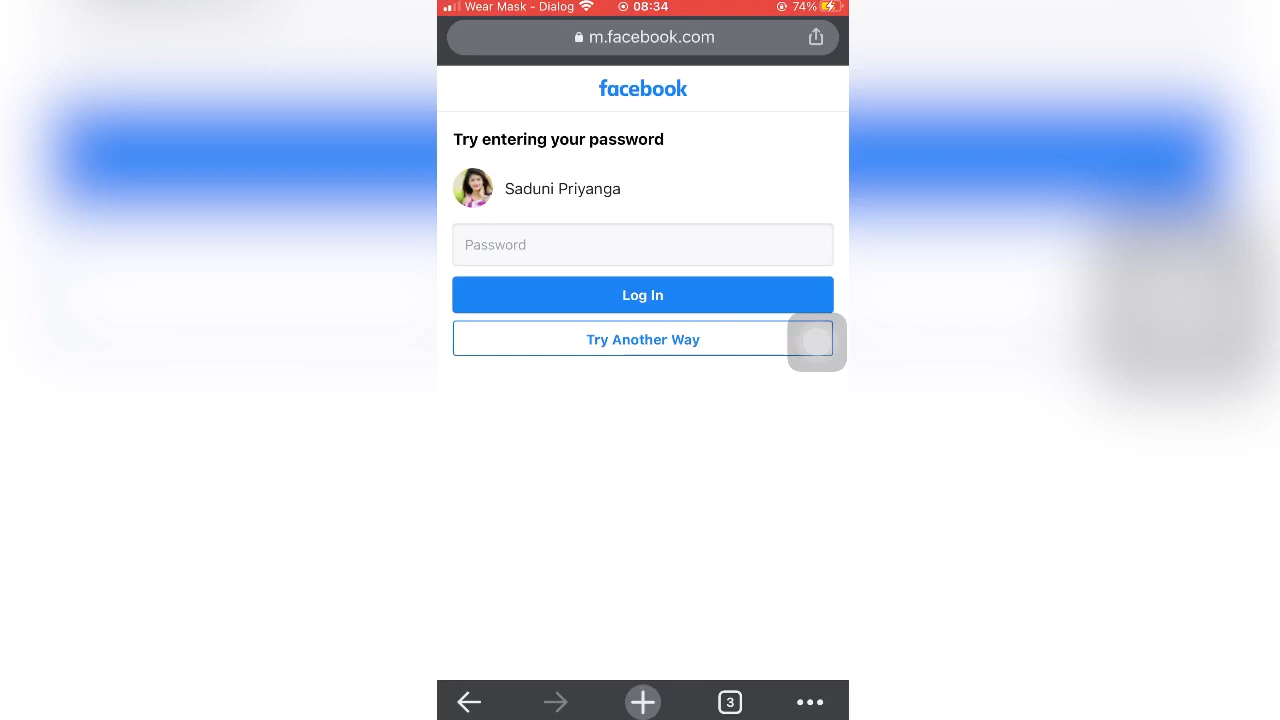 Wear Mask - Dialog 08:34 74%
m.facebook.com
facebook
Try entering your password
Saduni Priyanga
Password
Log In
Try Another Way
3